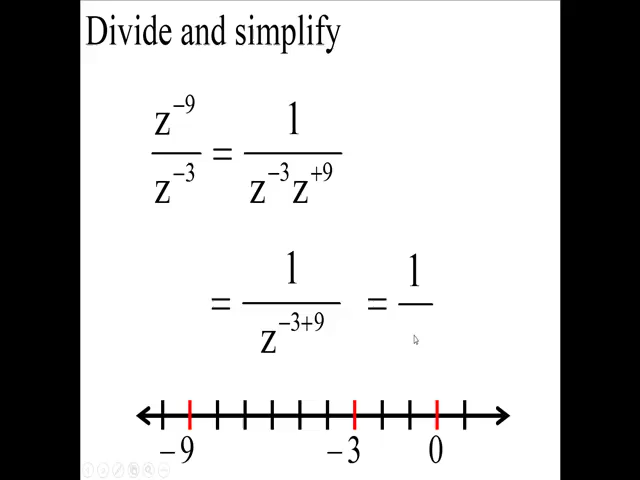 Divide and simplify
z^{-9}/z^{-3} = 1/(z^{-3}z^{+9})
= 1/z^{-3+9} = 1/
-9 -3 0